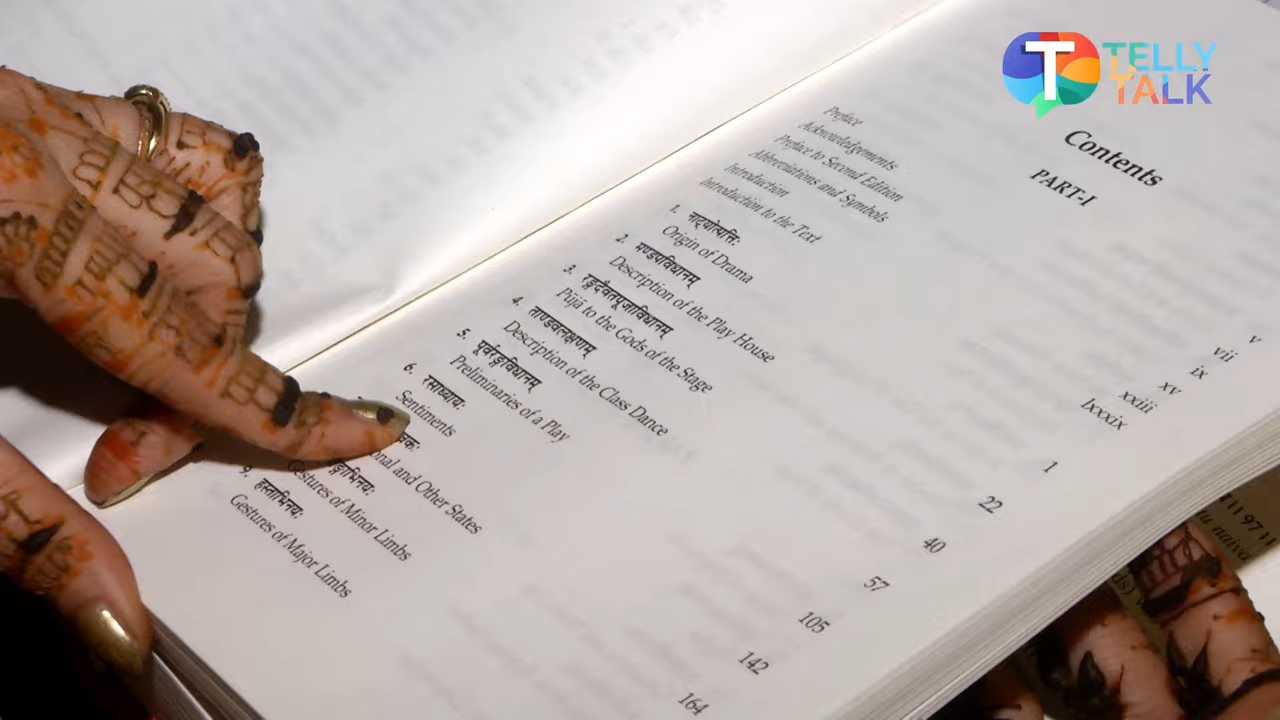 TELLY
TALK
Contents
PART-I
Preface v
Acknowledgements vii
Preface to Second Edition ix
Abbreviations and Symbols xv
Introduction xxiii
Introduction to the Text lxxxix
1. नाट्योत्पत्तिः
Origin of Drama 1
2. मण्डपविधानम्
Description of the Play House 22
3. रङ्गदैवतपूजाविधानम्
Pūjā to the Gods of the Stage 40
4. ताण्डवलक्षणम्
Description of the Class Dance 57
5. पूर्वरङ्गविधानम्
Preliminaries of a Play 105
6. रसाध्यायः
Sentiments 142
and Other States 164
Gestures of Minor Limbs
9. हस्ताभिनयः
Gestures of Major Limbs